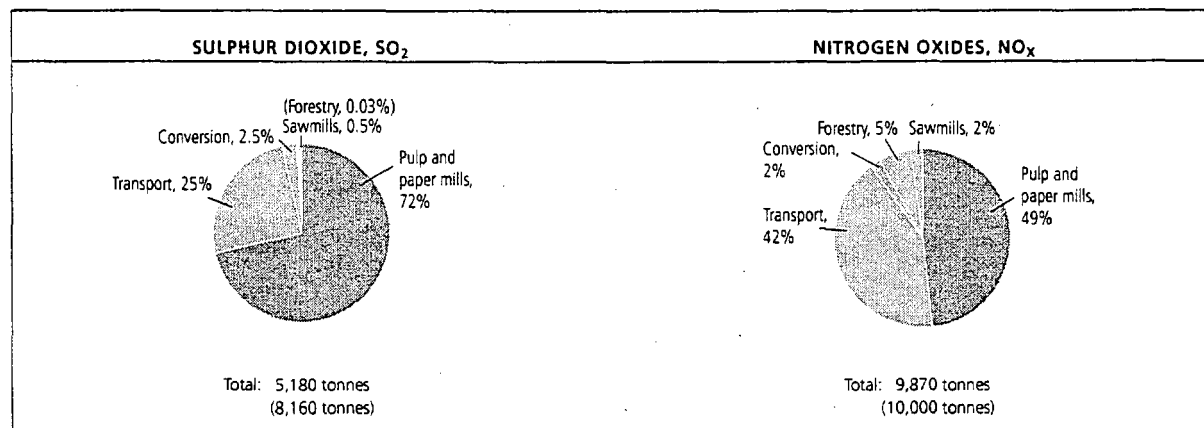 SULPHUR DIOXIDE, SO₂
(Forestry, 0.03%)
Sawmills, 0.5%
Conversion, 2.5%
Transport, 25%
Pulp and
paper mills,
72%
Total: 5,180 tonnes
(8,160 tonnes)
NITROGEN OXIDES, NOₓ
Forestry, 5%
Sawmills, 2%
Conversion,
2%
Transport,
42%
Pulp and
paper mills,
49%
Total: 9,870 tonnes
(10,000 tonnes)